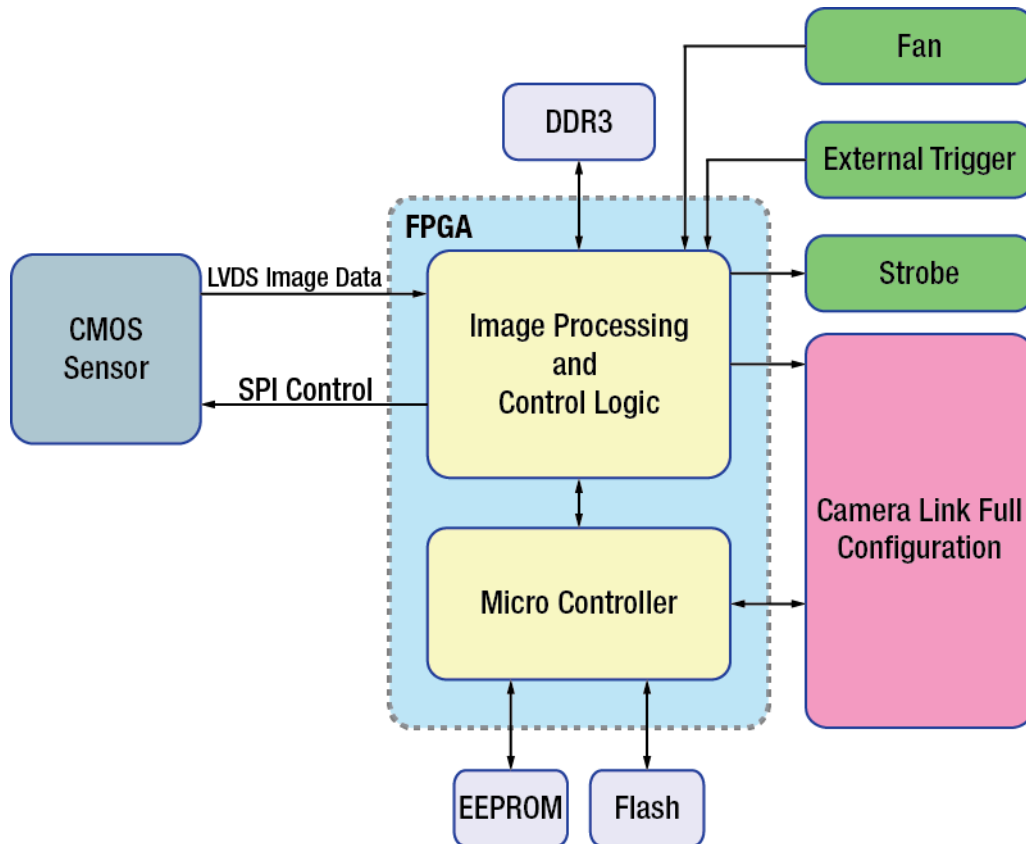 Fan
DDR3
External Trigger
FPGA
LVDS Image Data
Strobe
CMOS
Sensor
Image Processing
and
Control Logic
SPI Control
Camera Link Full
Configuration
Micro Controller
EEPROM
Flash